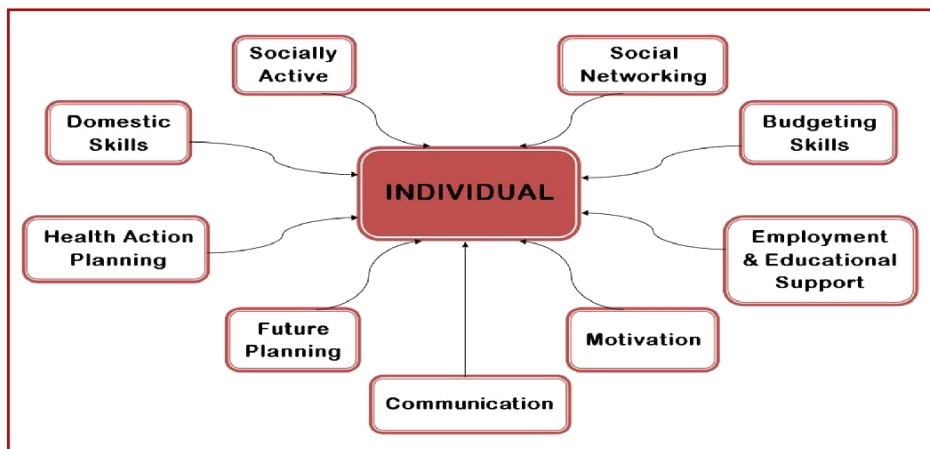 Socially
Active
Social
Networking
Domestic
Skills
Budgeting
Skills
INDIVIDUAL
Health Action
Planning
Employment
& Educational
Support
Future
Planning
Motivation
Communication